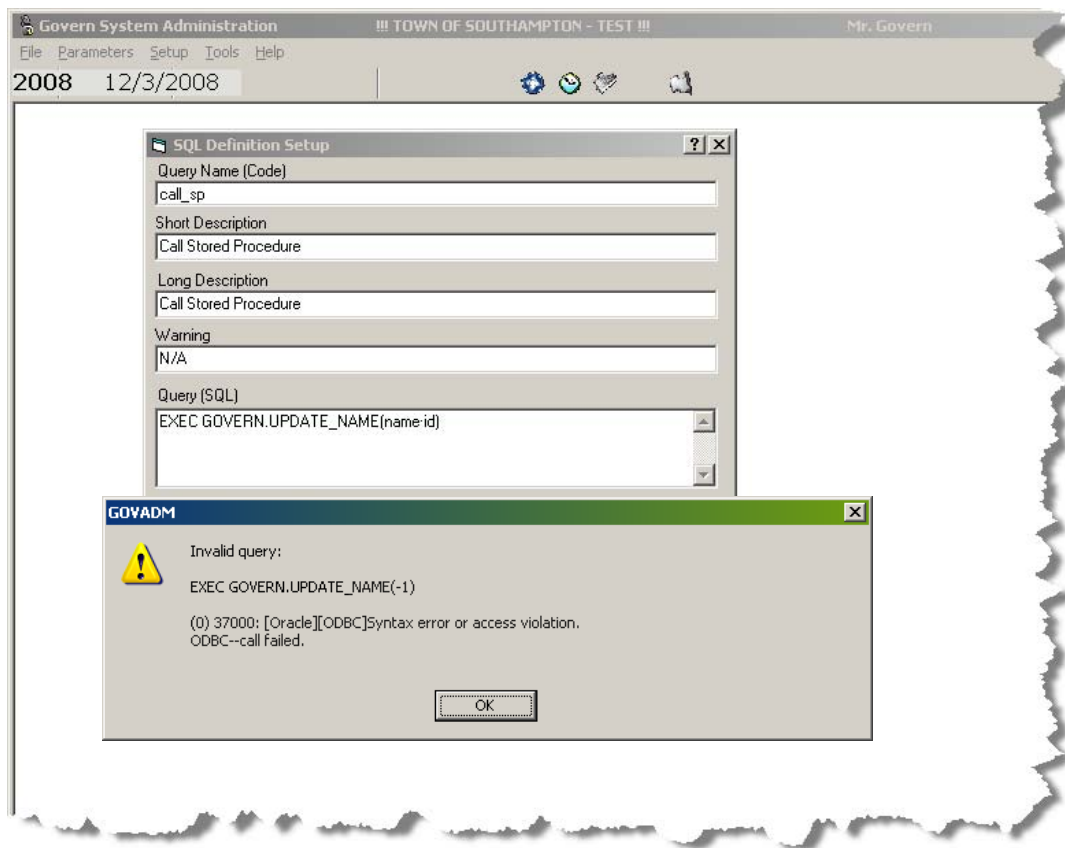 Govern System Administration !!! TOWN OF SOUTHAMPTON - TEST !!! Mr. Govern
File Parameters Setup Tools Help
2008 12/3/2008
SQL Definition Setup
Query Name (Code)
call_sp
Short Description
Call Stored Procedure
Long Description
Call Stored Procedure
Warning
N/A
Query (SQL)
EXEC GOVERN.UPDATE_NAME(name-id)
GOVADM
Invalid query:
EXEC GOVERN.UPDATE_NAME(-1)
(0) 37000: [Oracle][ODBC]Syntax error or access violation.
ODBC--call failed.
OK